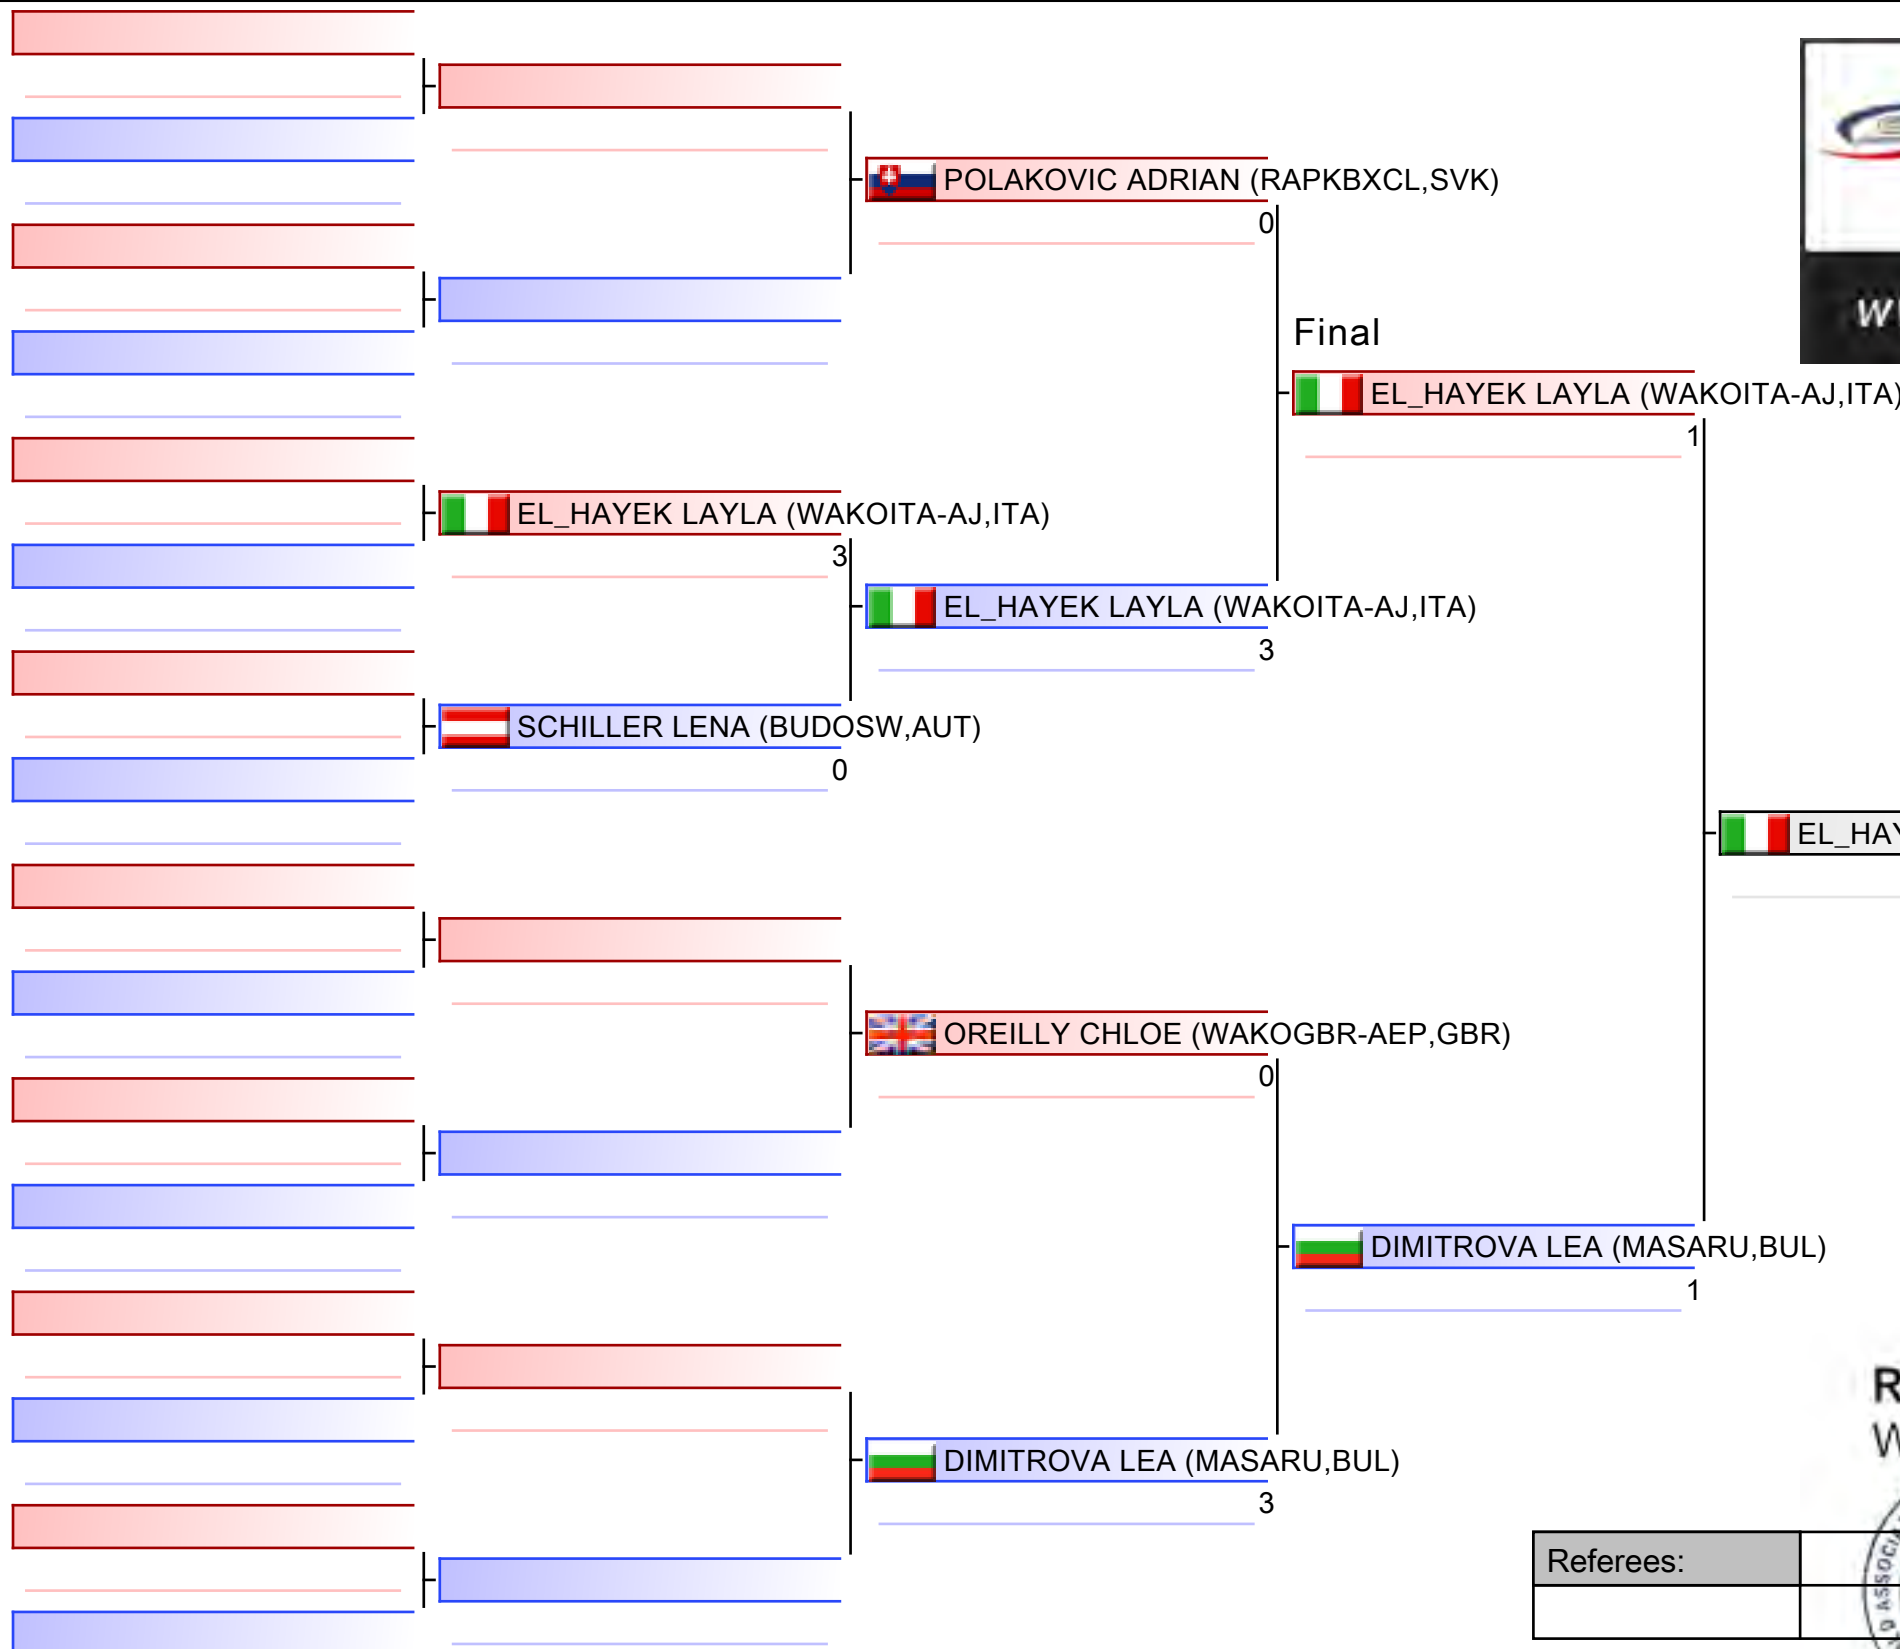 POLAKOVIC ADRIAN (RAPKBXCL,SVK)
0
Final
EL_HAYEK LAYLA (WAKOITA-AJ,ITA)
1
EL_HAYEK LAYLA (WAKOITA-AJ,ITA)
3
EL_HAYEK LAYLA (WAKOITA-AJ,ITA)
3
SCHILLER LENA (BUDOSW,AUT)
0
EL_HAY
OREILLY CHLOE (WAKOGBR-AEP,GBR)
0
DIMITROVA LEA (MASARU,BUL)
1
DIMITROVA LEA (MASARU,BUL)
3
Referees: